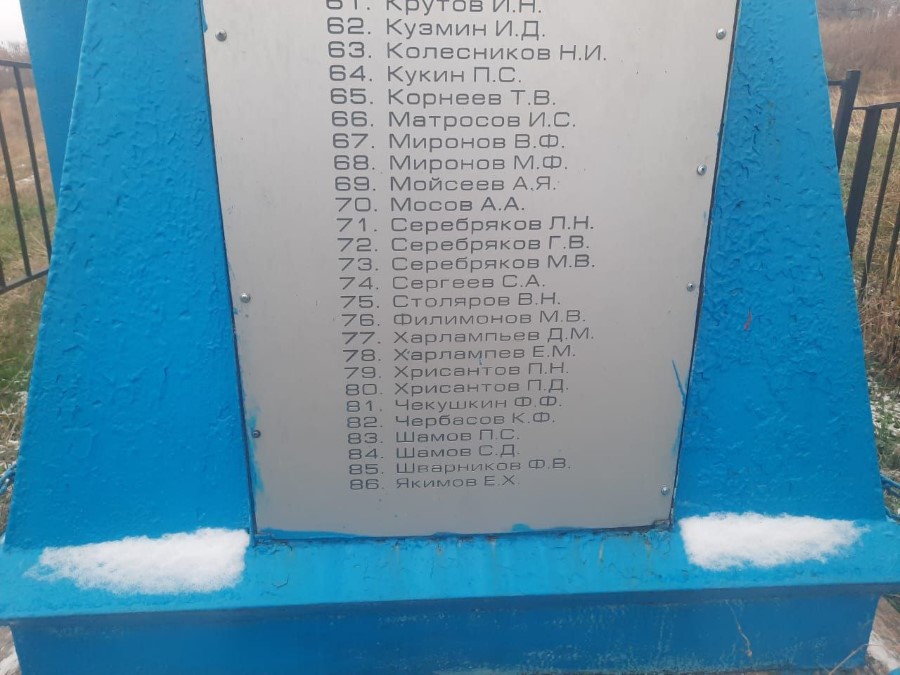 61. Крутов И.Н.
62. Кузмин И.Д.
63. Колесников Н.И.
64. Кукин П.С.
65. Корнеев Т.В.
66. Матросов И.С.
67. Миронов В.Ф.
68. Миронов М.Ф.
69. Мойсеев А.Я.
70. Мосов А.А.
71. Серебряков Л.Н.
72. Серебряков Г.В.
73. Серебряков М.В.
74. Сергеев С.А.
75. Столяров В.Н.
76. Филимонов М.В.
77. Харлампьев Д.М.
78. Харлампев Е.М.
79. Хрисантов П.Н.
80. Хрисантов П.Д.
81. Чекушкин Ф.Ф.
82. Чербасов К.Ф.
83. Шамов П.С.
84. Шамов С.Д.
85. Шварников Ф.В.
86. Якимов Е.Х.